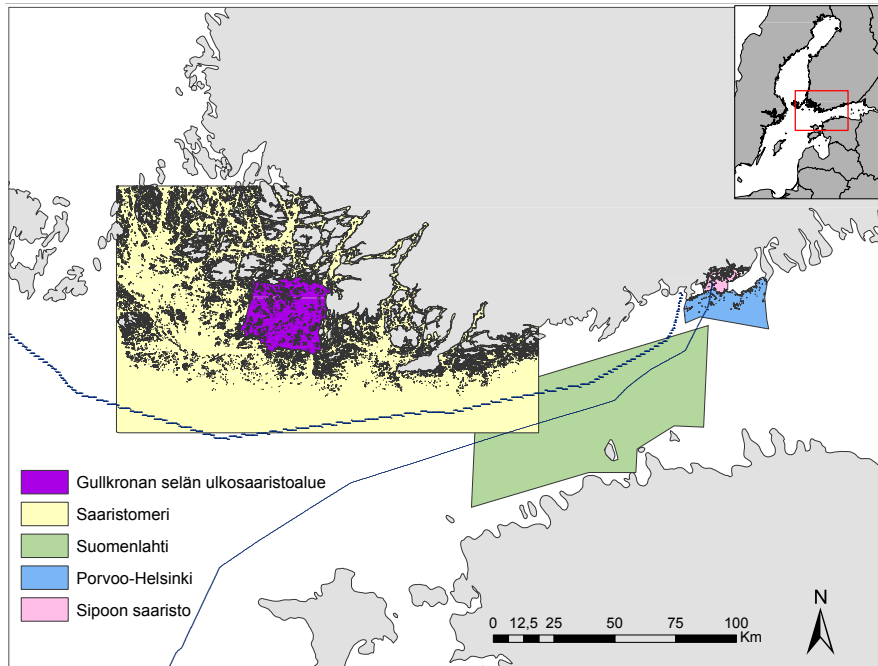 Gullkronan selän ulkosaaristoalue
Saaristomeri
Suomenlahti
Porvoo-Helsinki
Sipoon saaristo
0 12,5 25 50 75 100
Km
N